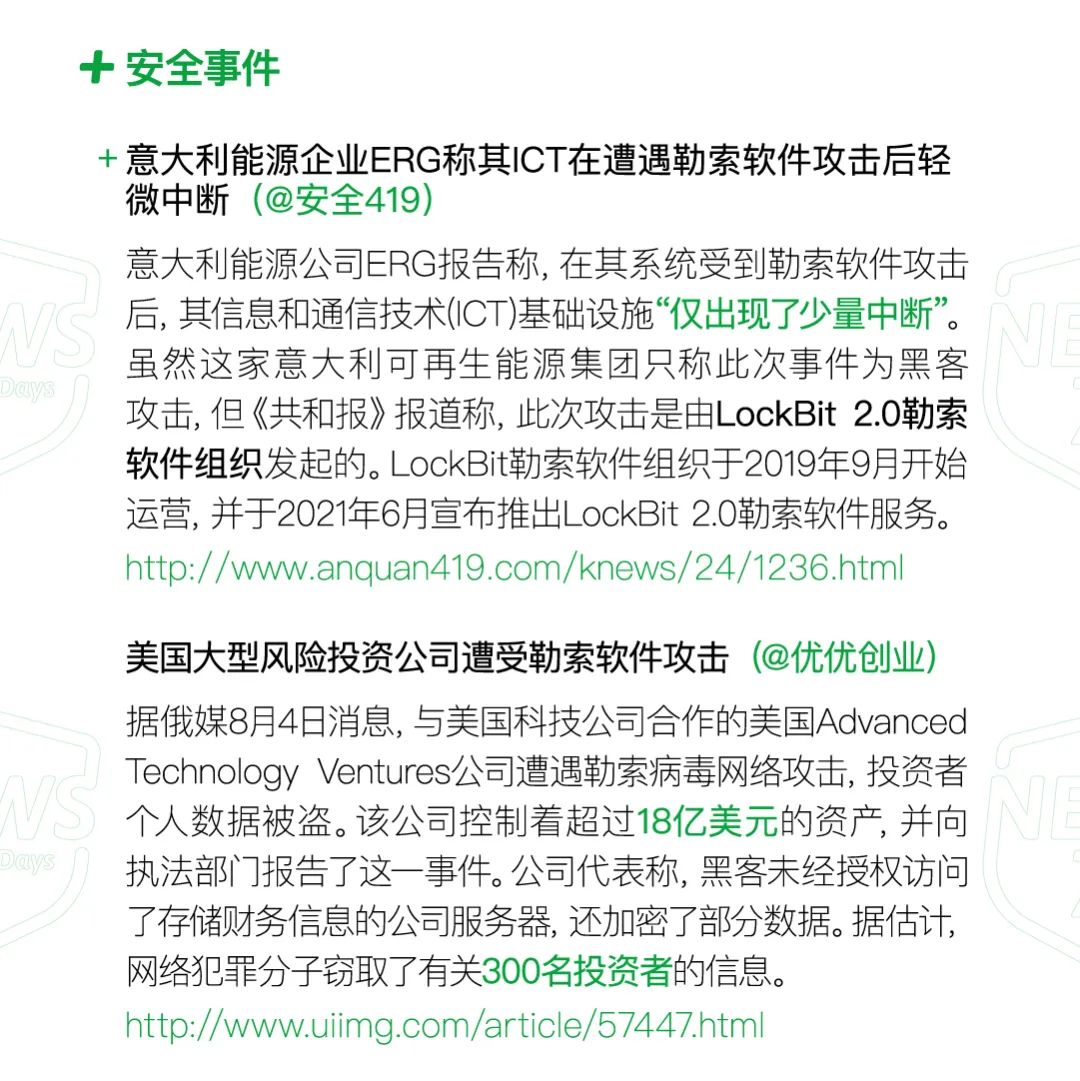 + 安全事件
+ 意大利能源企业ERG称其ICT在遭遇勒索软件攻击后轻
微中断（@安全419）
意大利能源公司ERG报告称, 在其系统受到勒索软件攻击
后, 其信息和通信技术(ICT)基础设施“仅出现了少量中断”。
虽然这家意大利可再生能源集团只称此次事件为黑客
攻击, 但《共和报》报道称, 此次攻击是由LockBit 2.0勒索
软件组织发起的。LockBit勒索软件组织于2019年9月开始
运营, 并于2021年6月宣布推出LockBit 2.0勒索软件服务。
http://www.anquan419.com/knews/24/1236.html
美国大型风险投资公司遭受勒索软件攻击（@优优创业）
据俄媒8月4日消息, 与美国科技公司合作的美国Advanced
Technology Ventures公司遭遇勒索病毒网络攻击, 投资者
个人数据被盗。该公司控制着超过18亿美元的资产, 并向
执法部门报告了这一事件。公司代表称, 黑客未经授权访问
了存储财务信息的公司服务器, 还加密了部分数据。据估计,
网络犯罪分子窃取了有关300名投资者的信息。
http://www.uiimg.com/article/57447.html
WS
Days
NE
WS
Days
NE